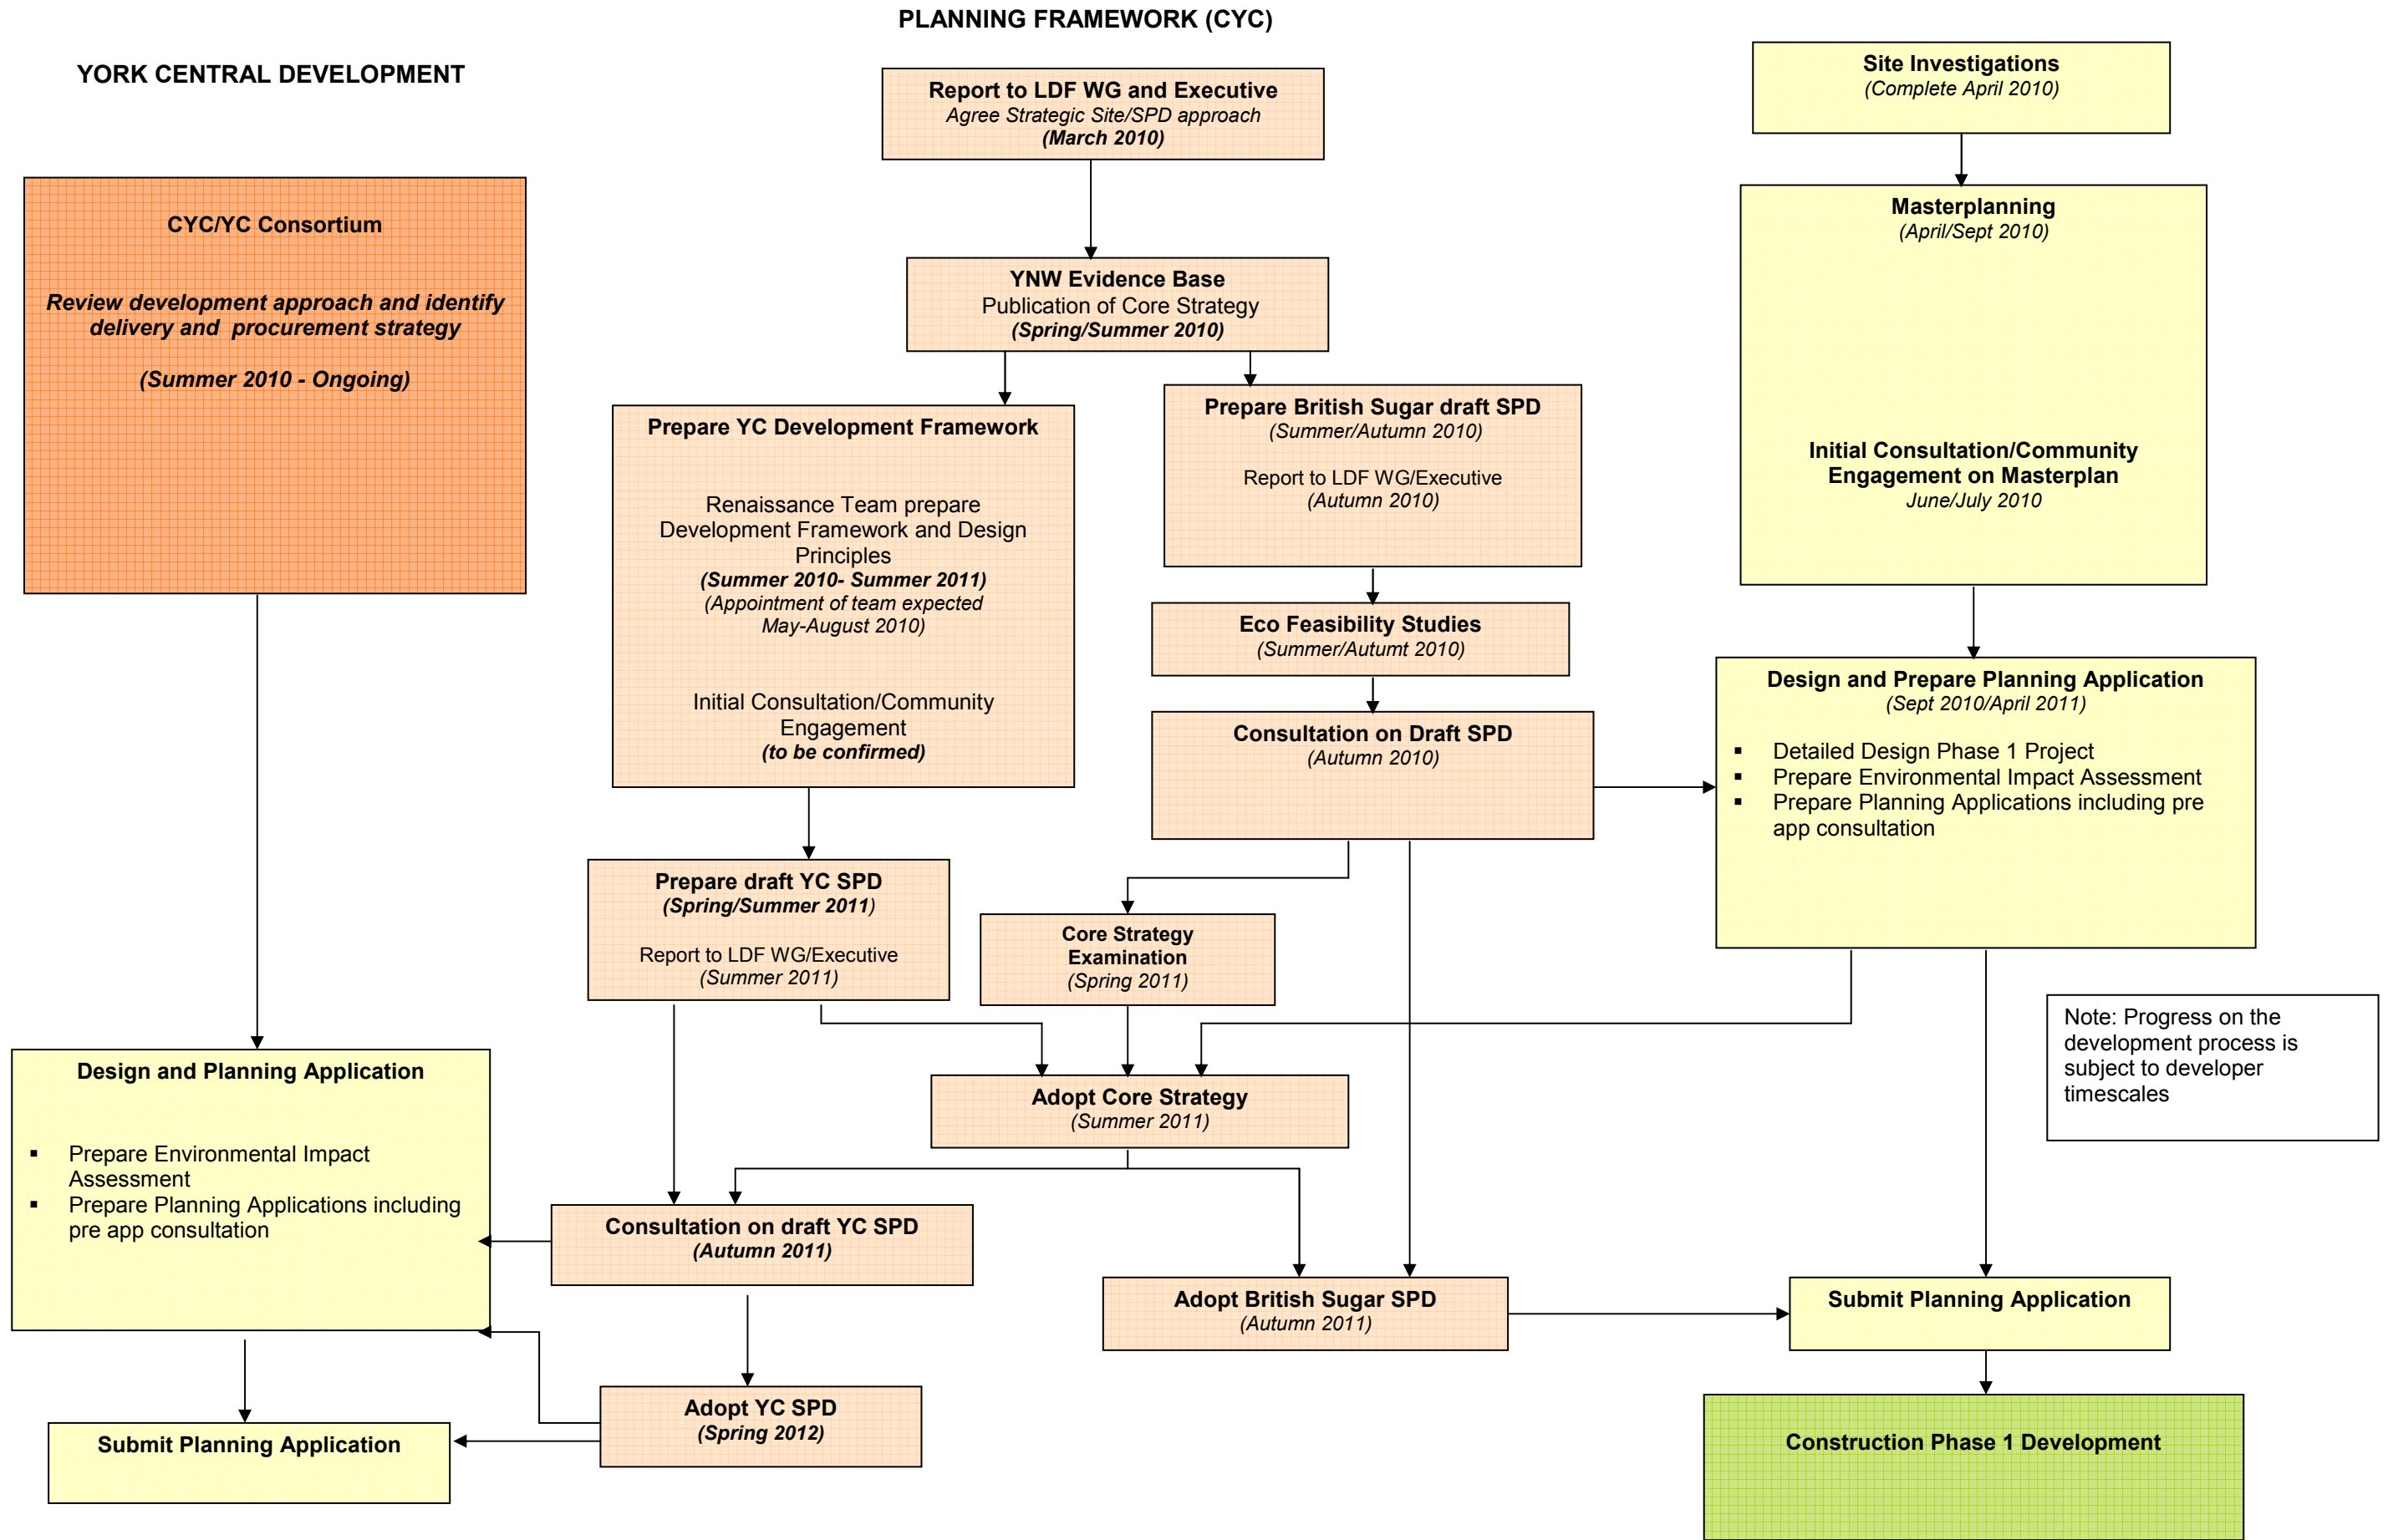 PLANNING FRAMEWORK (CYC)
YORK CENTRAL DEVELOPMENT
CYC/YC Consortium
Review development approach and identify
delivery and procurement strategy
(Summer 2010 - Ongoing)
Design and Planning Application
▪ Prepare Environmental Impact
Assessment
▪ Prepare Planning Applications including
pre app consultation
Submit Planning Application
Report to LDF WG and Executive
Agree Strategic Site/SPD approach
(March 2010)
YNW Evidence Base
Publication of Core Strategy
(Spring/Summer 2010)
Prepare YC Development Framework
Renaissance Team prepare
Development Framework and Design
Principles
(Summer 2010- Summer 2011)
(Appointment of team expected
May-August 2010)
Initial Consultation/Community
Engagement
(to be confirmed)
Prepare British Sugar draft SPD
(Summer/Autumn 2010)
Report to LDF WG/Executive
(Autumn 2010)
Eco Feasibility Studies
(Summer/Autumt 2010)
Consultation on Draft SPD
(Autumn 2010)
Prepare draft YC SPD
(Spring/Summer 2011)
Report to LDF WG/Executive
(Summer 2011)
Core Strategy
Examination
(Spring 2011)
Adopt Core Strategy
(Summer 2011)
Consultation on draft YC SPD
(Autumn 2011)
Adopt British Sugar SPD
(Autumn 2011)
Adopt YC SPD
(Spring 2012)
Site Investigations
(Complete April 2010)
Masterplanning
(April/Sept 2010)
Initial Consultation/Community
Engagement on Masterplan
June/July 2010
Design and Prepare Planning Application
(Sept 2010/April 2011)
▪ Detailed Design Phase 1 Project
▪ Prepare Environmental Impact Assessment
▪ Prepare Planning Applications including pre
app consultation
Note: Progress on the
development process is
subject to developer
timescales
Submit Planning Application
Construction Phase 1 Development